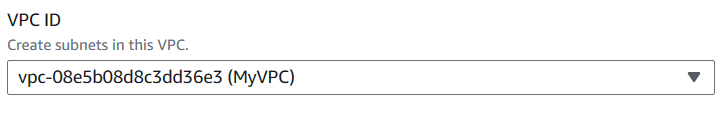 VPC ID
Create subnets in this VPC.
vpc-08e5b08d8c3dd36e3 (MyVPC)